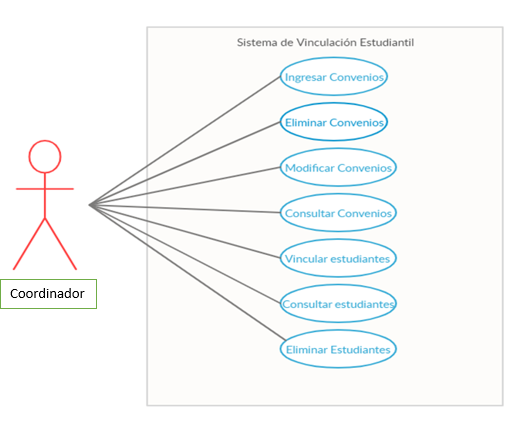 Sistema de Vinculación Estudiantil
Ingresar Convenios
Eliminar Convenios
Modificar Convenios
Consultar Convenios
Vincular estudiantes
Consultar estudiantes
Eliminar Estudiantes
Coordinador